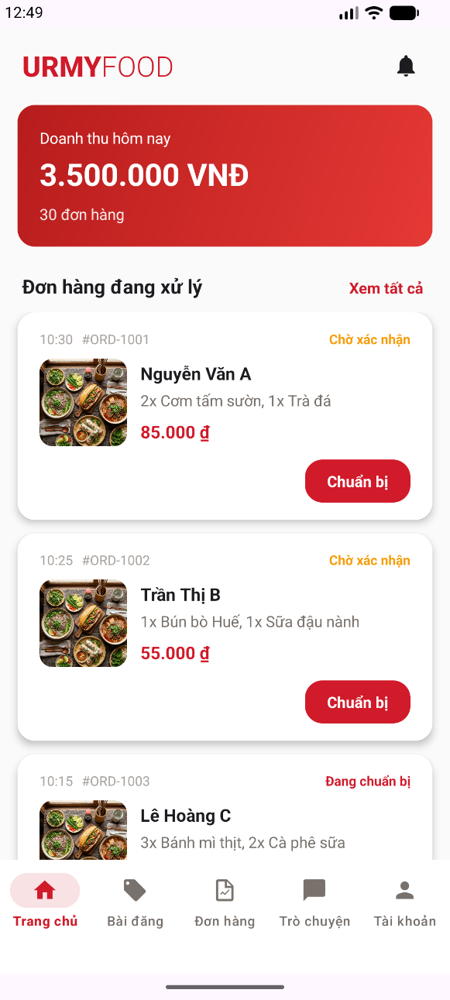 12:49
URMYFOOD
Doanh thu hôm nay
3.500.000 VNĐ
30 đơn hàng
Đơn hàng đang xử lý
Xem tất cả
10:30 #ORD-1001
Chờ xác nhận
Nguyễn Văn A
2x Cơm tấm sườn, 1x Trà đá
85.000 ₫
Chuẩn bị
10:25 #ORD-1002
Chờ xác nhận
Trần Thị B
1x Bún bò Huế, 1x Sữa đậu nành
55.000 ₫
Chuẩn bị
10:15 #ORD-1003
Đang chuẩn bị
Lê Hoàng C
3x Bánh mì thịt, 2x Cà phê sữa
Trang chủ
Bài đăng
Đơn hàng
Trò chuyện
Tài khoản